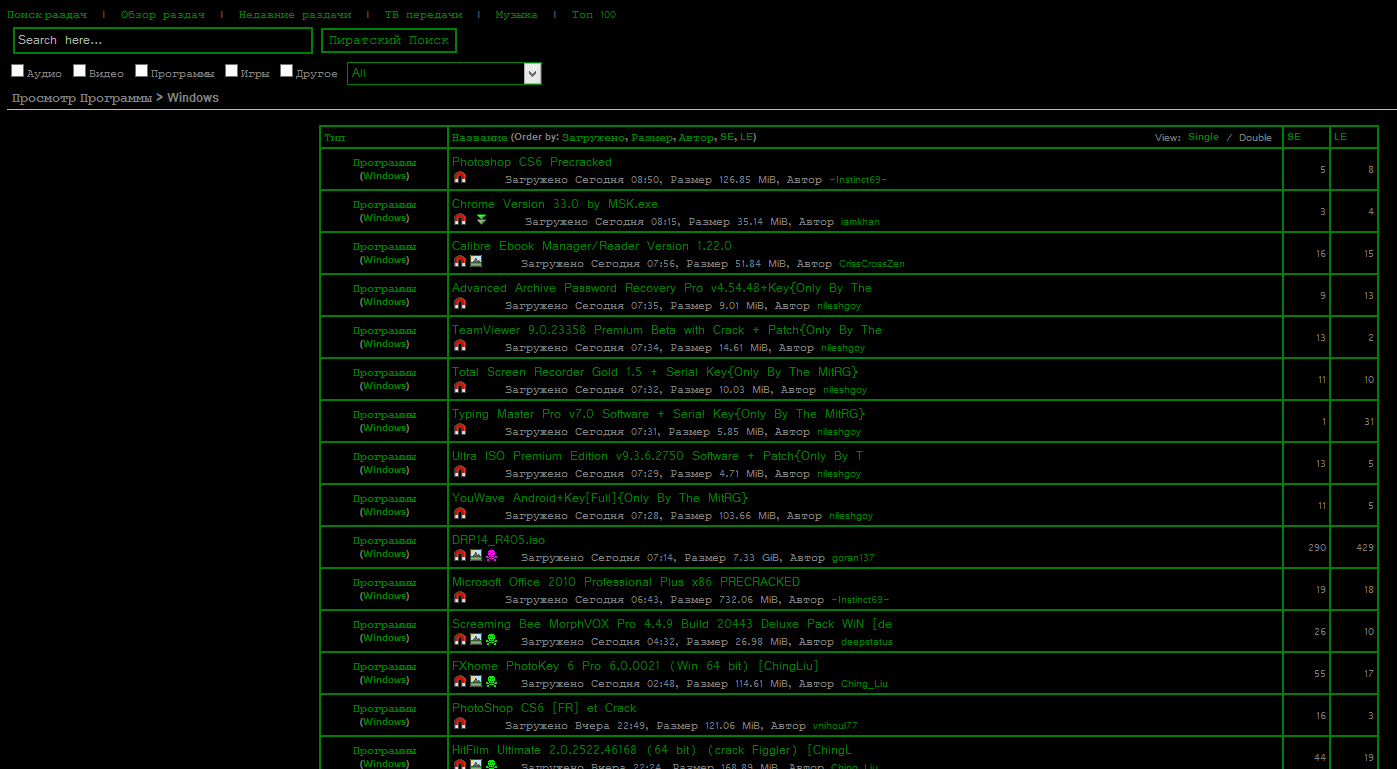 Поиск раздач | Обзор раздач | Недавние раздачи | ТВ передачи | Музыка | Топ 100
Search here... Пиратский Поиск
Аудио Видео Программы Игры Другое All
Просмотр Программы > Windows
Тип Название (Order by: Загружено, Размер, Автор, SE, LE) View: Single / Double SE LE
Программы (Windows) Photoshop CS6 Precracked 5 8
Загружено Сегодня 08:50, Размер 126.85 MiB, Автор ~Instinct69~
Программы (Windows) Chrome Version 33.0 by MSK.exe 3 4
Загружено Сегодня 08:15, Размер 35.14 MiB, Автор iamkhan
Программы (Windows) Calibre Ebook Manager/Reader Version 1.22.0 16 15
Загружено Сегодня 07:56, Размер 51.84 MiB, Автор CrissCrossZen
Программы (Windows) Advanced Archive Password Recovery Pro v4.54.48+Key{Only By The 9 13
Загружено Сегодня 07:35, Размер 9.01 MiB, Автор nileshgoy
Программы (Windows) TeamViewer 9.0.23358 Premium Beta with Crack + Patch{Only By The 13 2
Загружено Сегодня 07:34, Размер 14.61 MiB, Автор nileshgoy
Программы (Windows) Total Screen Recorder Gold 1.5 + Serial Key{Only By The MitRG} 11 10
Загружено Сегодня 07:32, Размер 10.03 MiB, Автор nileshgoy
Программы (Windows) Typing Master Pro v7.0 Software + Serial Key{Only By The MitRG} 1 31
Загружено Сегодня 07:31, Размер 5.85 MiB, Автор nileshgoy
Программы (Windows) Ultra ISO Premium Edition v9.3.6.2750 Software + Patch{Only By T 13 5
Загружено Сегодня 07:29, Размер 4.71 MiB, Автор nileshgoy
Программы (Windows) YouWave Android+Key[Full]{Only By The MitRG} 11 5
Загружено Сегодня 07:28, Размер 103.66 MiB, Автор nileshgoy
Программы (Windows) DRP14_R405.iso 290 429
Загружено Сегодня 07:14, Размер 7.33 GiB, Автор goran137
Программы (Windows) Microsoft Office 2010 Professional Plus x86 PRECRACKED 19 18
Загружено Сегодня 06:43, Размер 732.06 MiB, Автор ~Instinct69~
Программы (Windows) Screaming Bee MorphVOX Pro 4.4.9 Build 20443 Deluxe Pack WiN [de 26 10
Загружено Сегодня 04:32, Размер 26.98 MiB, Автор deepstatus
Программы (Windows) FXhome PhotoKey 6 Pro 6.0.0021 (Win 64 bit) [ChingLiu] 55 17
Загружено Сегодня 02:48, Размер 114.61 MiB, Автор Ching_Liu
Программы (Windows) PhotoShop CS6 [FR] et Crack 16 3
Загружено Вчера 22:49, Размер 121.06 MiB, Автор vnihoul77
Программы (Windows) HitFilm Ultimate 2.0.2522.46168 (64 bit) (crack Figgler) [ChingL 44 19
Загружено Вчера 22:24, Размер 168.89 MiB, Автор Ching_Liu